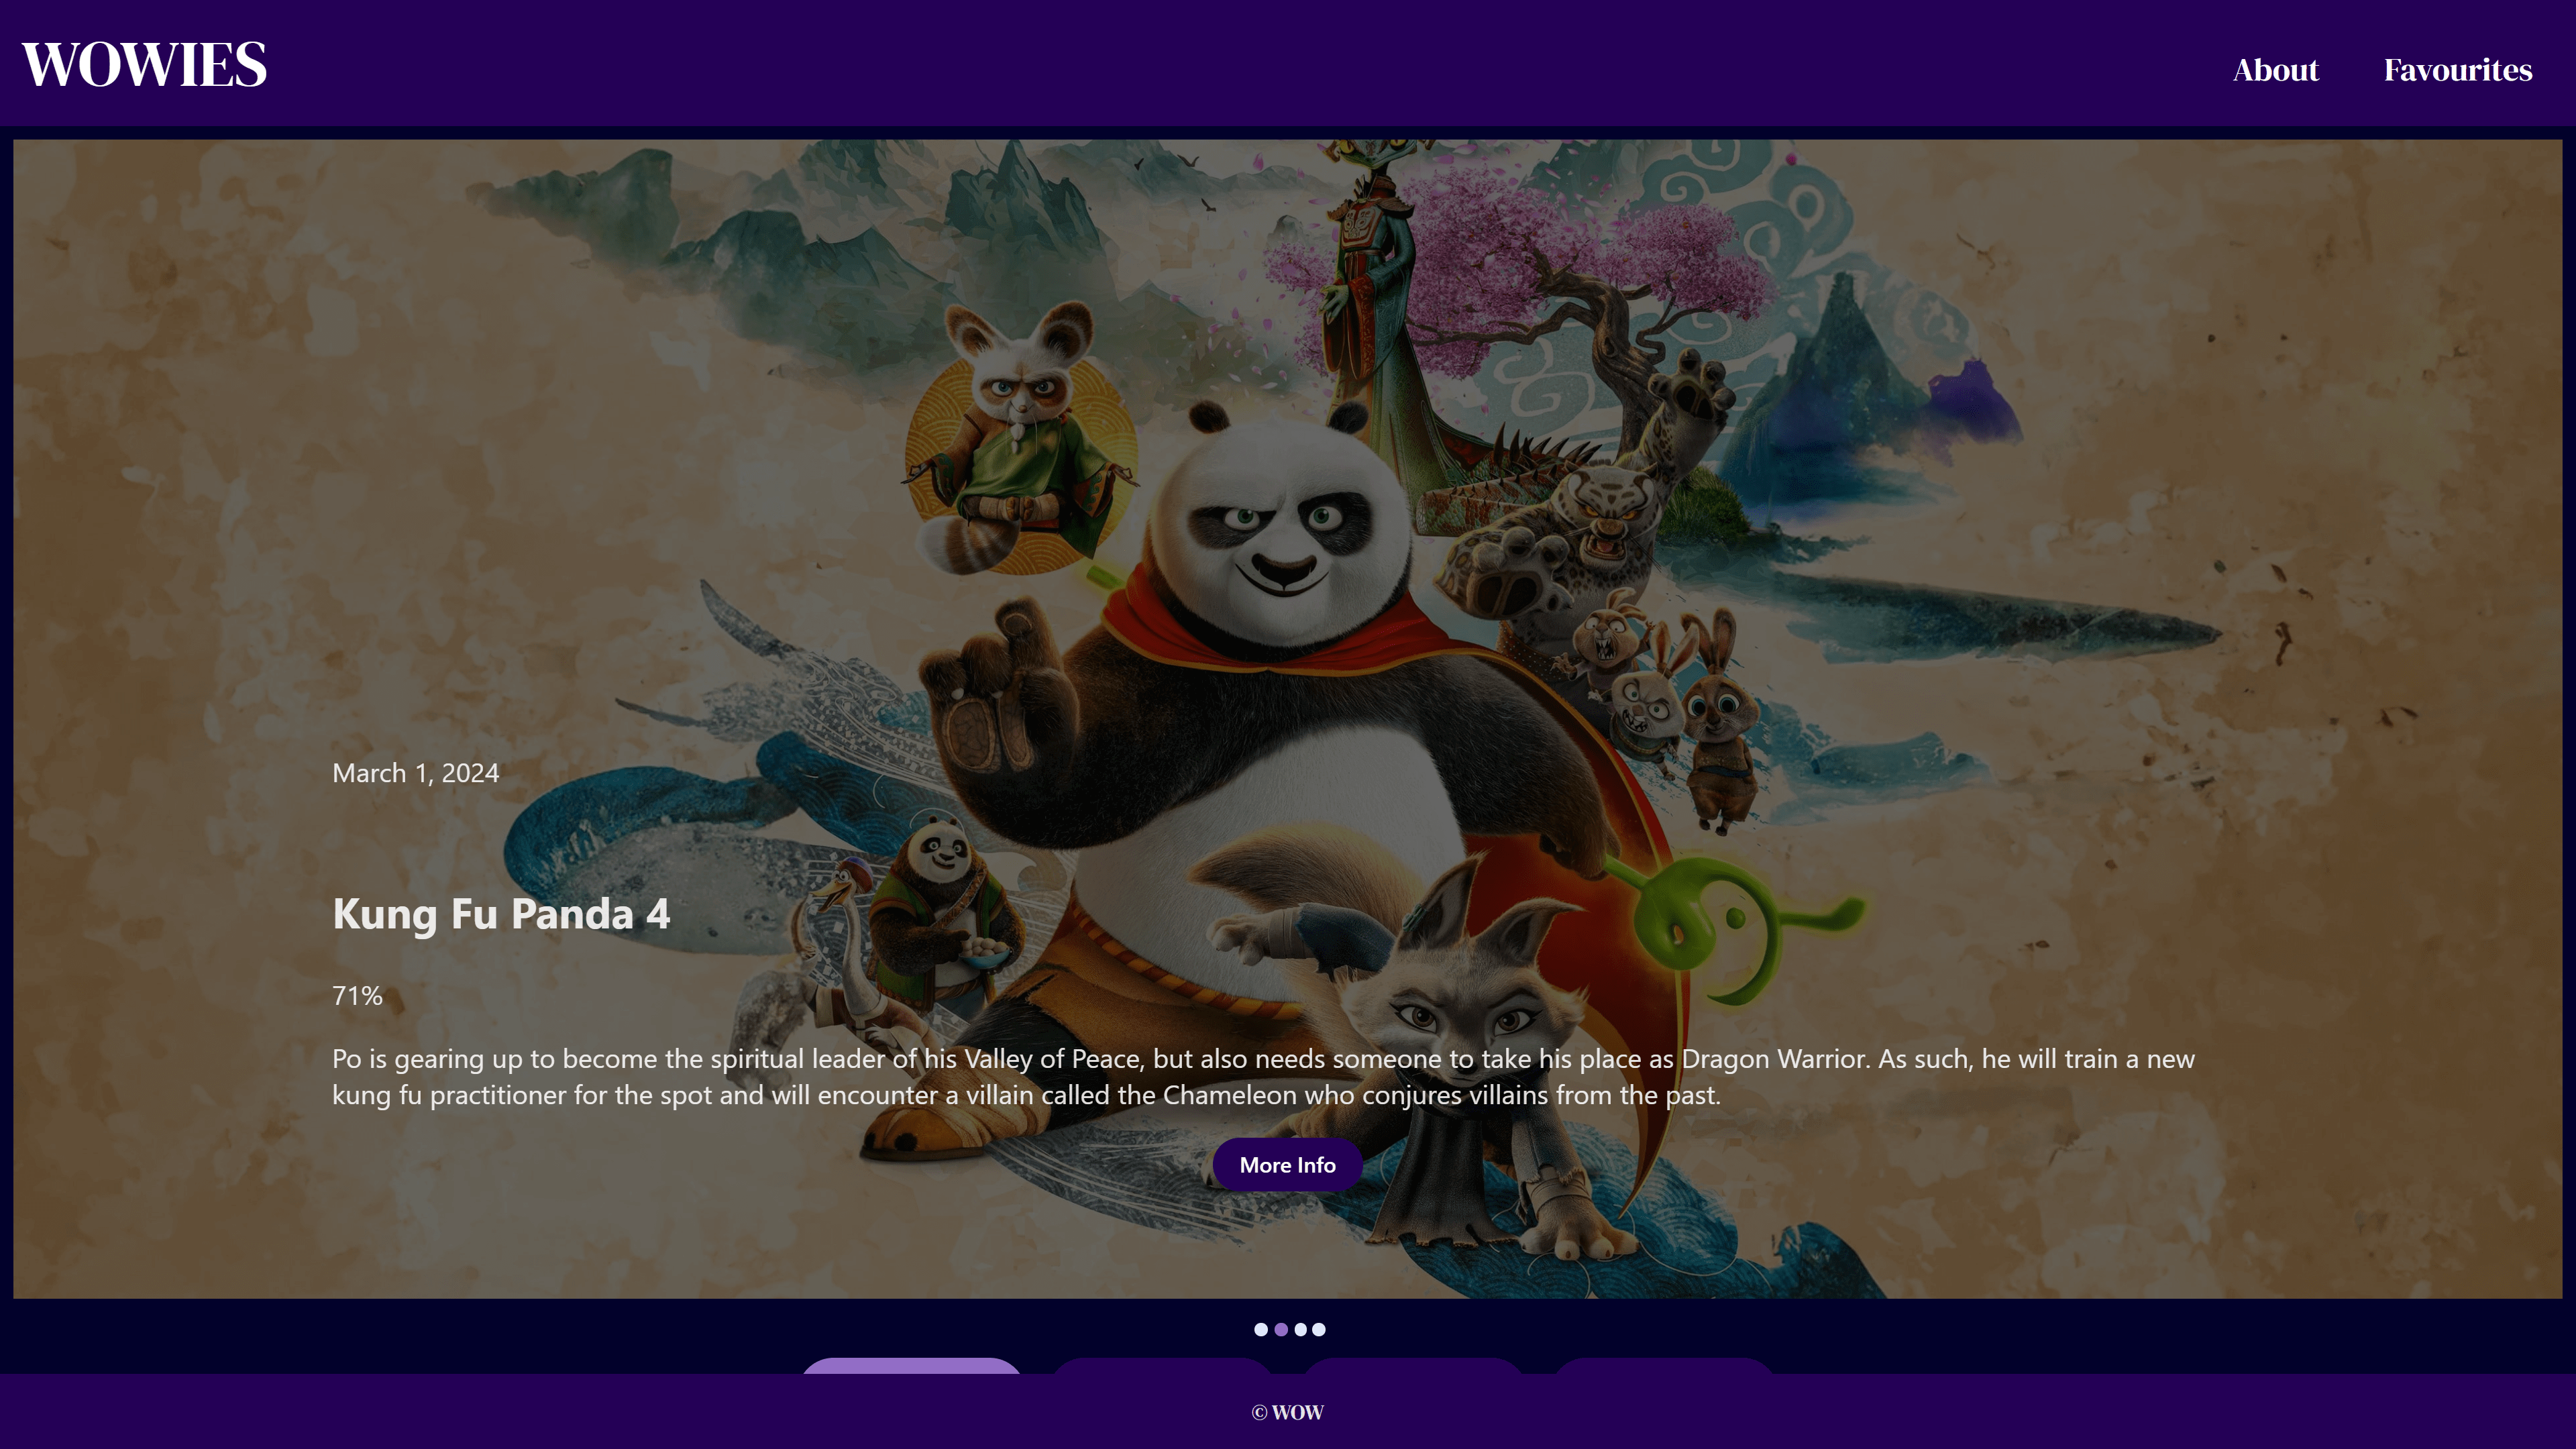 WOWIES
About
Favourites
March 1, 2024
Kung Fu Panda 4
71%
Po is gearing up to become the spiritual leader of his Valley of Peace, but also needs someone to take his place as Dragon Warrior. As such, he will train a new
kung fu practitioner for the spot and will encounter a villain called the Chameleon who conjures villains from the past.
More Info
© WOW